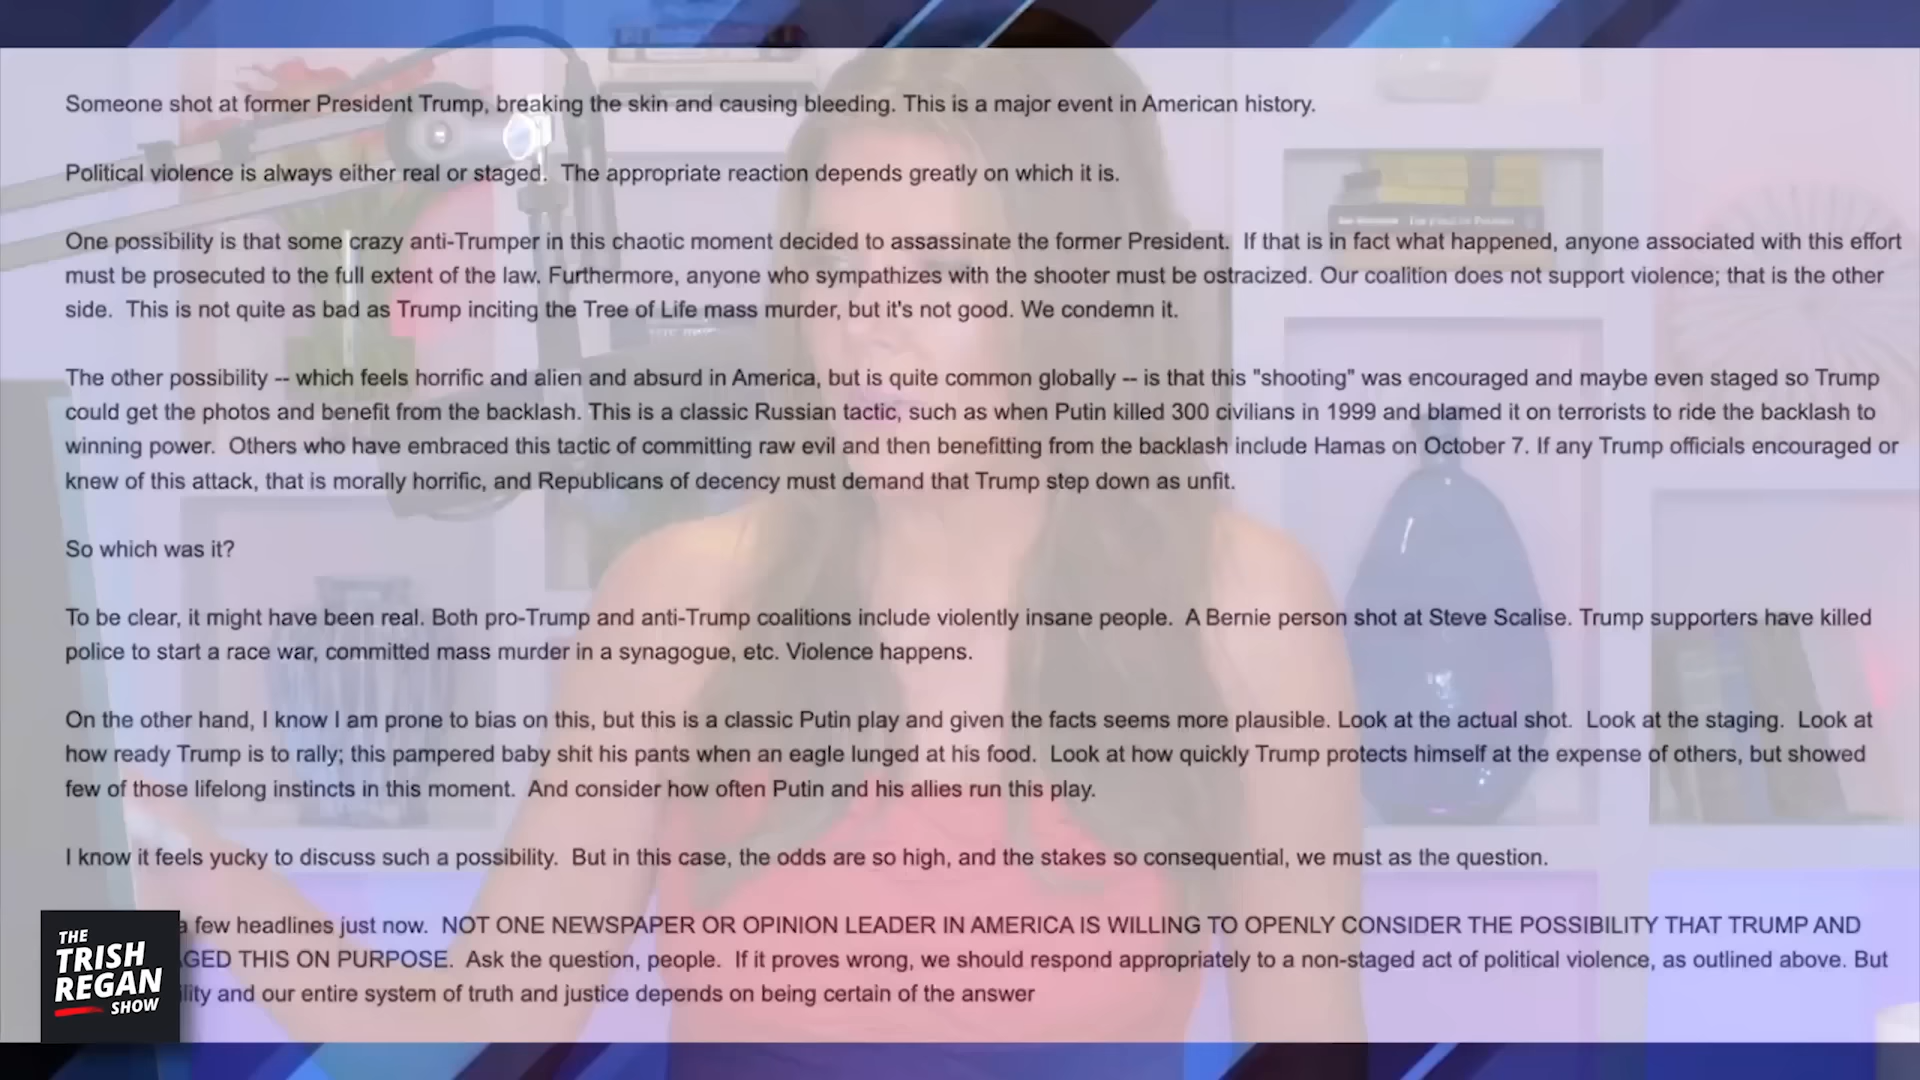 Someone shot at former President Trump, breaking the skin and causing bleeding. This is a major event in American history.
Political violence is always either real or staged.  The appropriate reaction depends greatly on which it is.
One possibility is that some crazy anti-Trumper in this chaotic moment decided to assassinate the former President.  If that is in fact what happened, anyone associated with this effort
must be prosecuted to the full extent of the law. Furthermore, anyone who sympathizes with the shooter must be ostracized. Our coalition does not support violence; that is the other
side.  This is not quite as bad as Trump inciting the Tree of Life mass murder, but it's not good. We condemn it.
The other possibility -- which feels horrific and alien and absurd in America, but is quite common globally -- is that this "shooting" was encouraged and maybe even staged so Trump
could get the photos and benefit from the backlash. This is a classic Russian tactic, such as when Putin killed 300 civilians in 1999 and blamed it on terrorists to ride the backlash to
winning power.  Others who have embraced this tactic of committing raw evil and then benefitting from the backlash include Hamas on October 7. If any Trump officials encouraged or
knew of this attack, that is morally horrific, and Republicans of decency must demand that Trump step down as unfit.
So which was it?
To be clear, it might have been real. Both pro-Trump and anti-Trump coalitions include violently insane people.  A Bernie person shot at Steve Scalise. Trump supporters have killed
police to start a race war, committed mass murder in a synagogue, etc. Violence happens.
On the other hand, I know I am prone to bias on this, but this is a classic Putin play and given the facts seems more plausible. Look at the actual shot.  Look at the staging.  Look at
how ready Trump is to rally; this pampered baby shit his pants when an eagle lunged at his food.  Look at how quickly Trump protects himself at the expense of others, but showed
few of those lifelong instincts in this moment.  And consider how often Putin and his allies run this play.
I know it feels yucky to discuss such a possibility.  But in this case, the odds are so high, and the stakes so consequential, we must as the question.
a few headlines just now.  NOT ONE NEWSPAPER OR OPINION LEADER IN AMERICA IS WILLING TO OPENLY CONSIDER THE POSSIBILITY THAT TRUMP AND
GED THIS ON PURPOSE.  Ask the question, people.  If it proves wrong, we should respond appropriately to a non-staged act of political violence, as outlined above. But
lity and our entire system of truth and justice depends on being certain of the answer
THE
TRISH
REGAN
SHOW